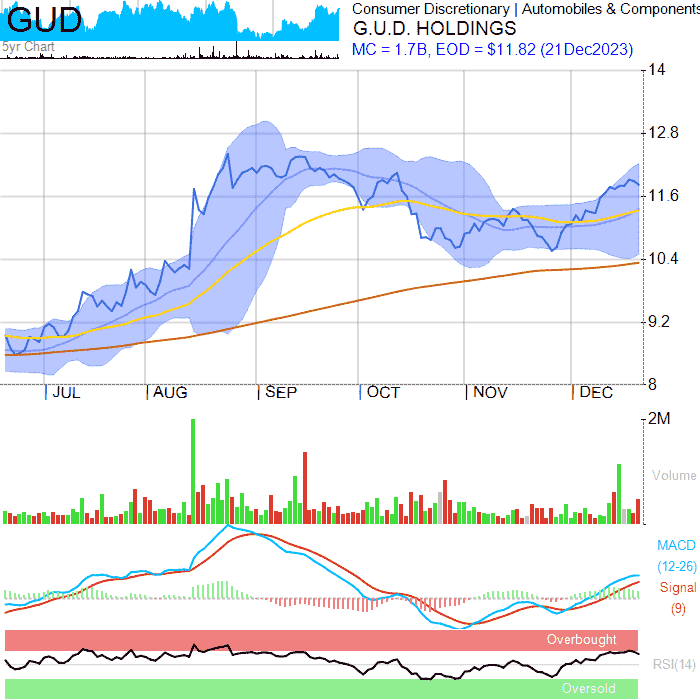 GUD
5yr Chart
Consumer Discretionary | Automobiles & Components
G.U.D. HOLDINGS
MC = 1.7B, EOD = $11.82 (21Dec2023)
14
12.8
11.6
10.4
9.2
8
JUL AUG SEP OCT NOV DEC
2M
Volume
MACD
(12-26)
Signal
(9)
Overbought
RSI(14)
Oversold